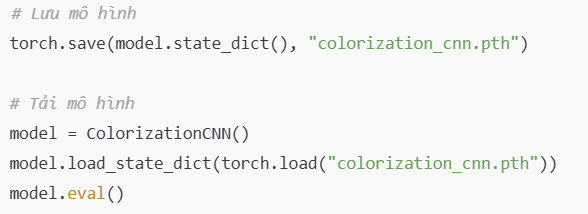 # Lưu mô hình
torch.save(model.state_dict(), "colorization_cnn.pth")
# Tải mô hình
model = ColorizationCNN()
model.load_state_dict(torch.load("colorization_cnn.pth"))
model.eval()